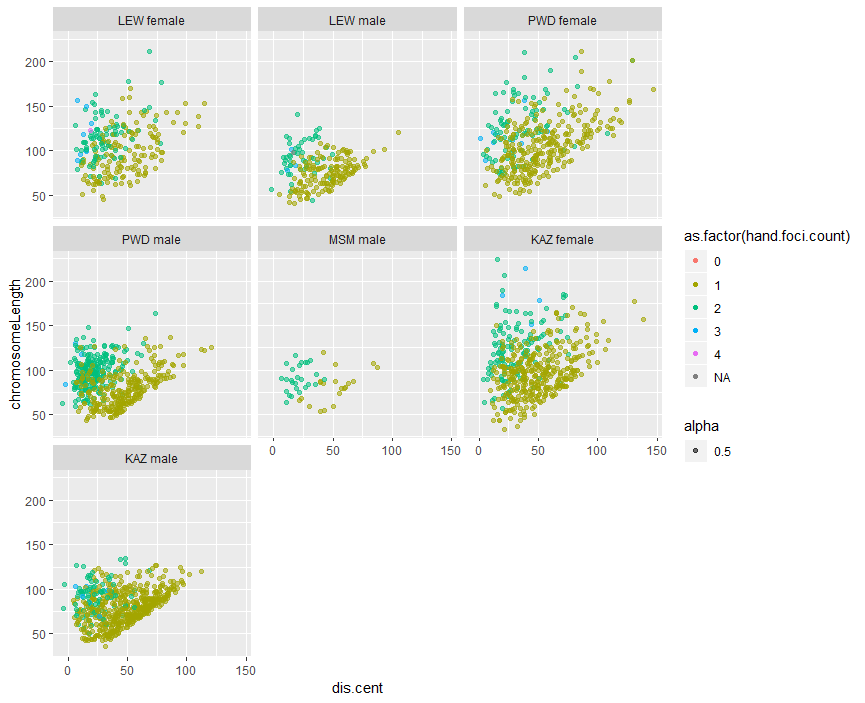 LEW female LEW male PWD female
200
150
100
50
PWD male MSM male KAZ female
200
150
100
50
0 50 100 150 0 50 100 150
KAZ male
200
150
100
50
0 50 100 150
chromosomeLength
dis.cent
as.factor(hand.foci.count)
0
1
2
3
4
NA
alpha
0.5